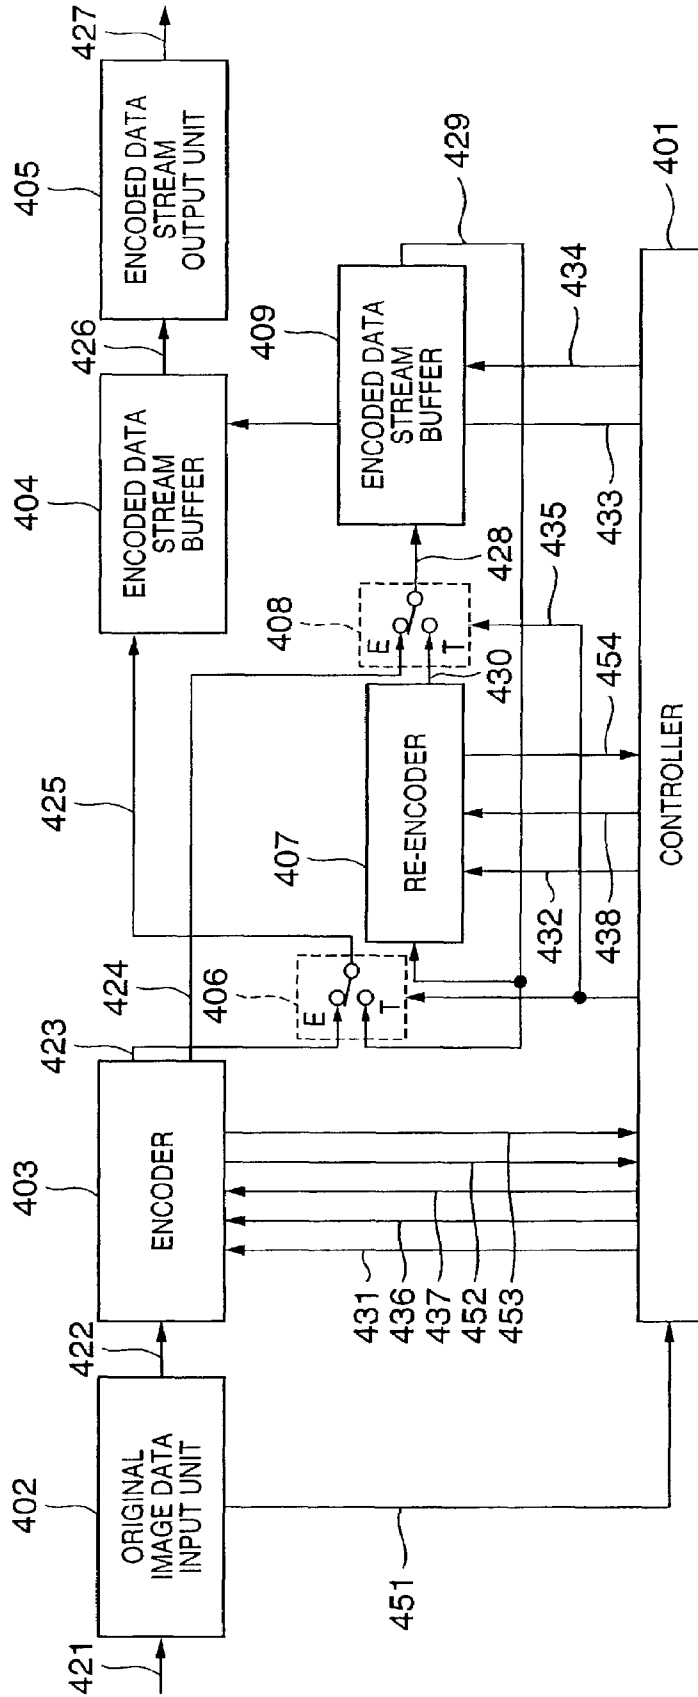 421
402
ORIGINAL
IMAGE DATA
INPUT UNIT
422
403
ENCODER
423
424
425
404
ENCODED DATA
STREAM
BUFFER
426
405
ENCODED DATA
STREAM
OUTPUT UNIT
427
406
E
T
407
RE-ENCODER
408
E
T
430
428
409
ENCODED DATA
STREAM
BUFFER
429
451
431
436
437
452
453
432
438
454
435
433
434
CONTROLLER
401